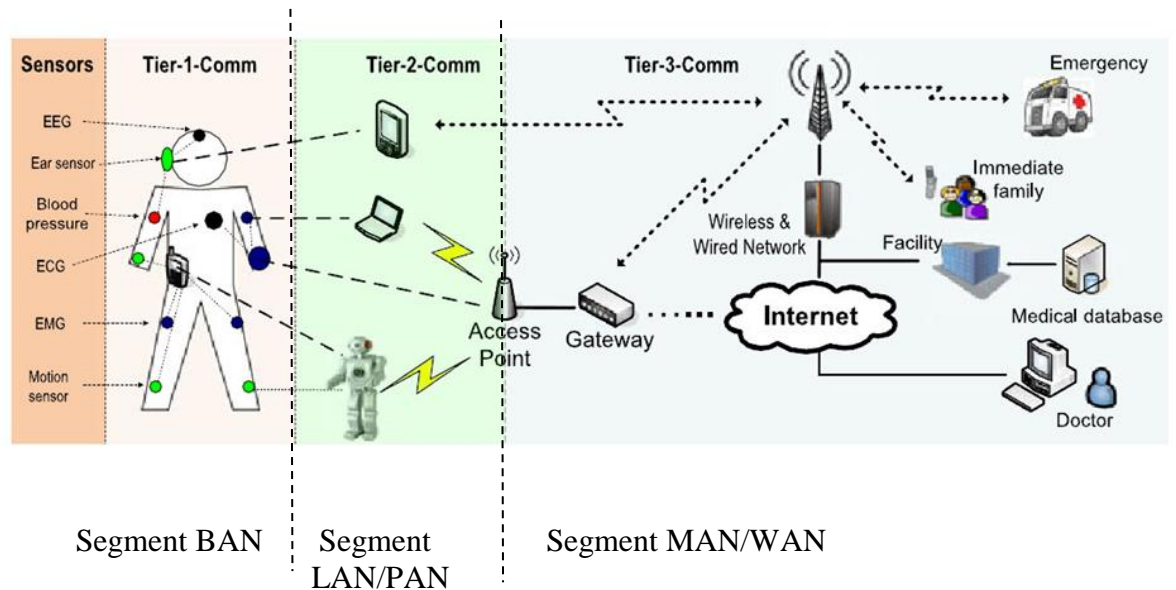 Sensors
Tier-1-Comm
Tier-2-Comm
Tier-3-Comm
EEG
Ear sensor
Blood
pressure
ECG
EMG
Motion
sensor
Access
Point
Gateway
Wireless &
Wired Network
Internet
Emergency
Immediate
family
Facility
Medical database
Doctor
Segment BAN
Segment
LAN/PAN
Segment MAN/WAN